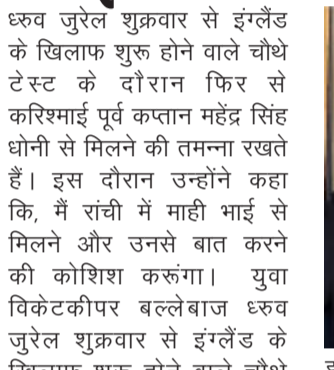 ध्रुव जुरेल शुक्रवार से इंग्लैंड
के खिलाफ शुरू होने वाले चौथे
टेस्ट के दौरान फिर से
करिश्माई पूर्व कप्तान महेंद्र सिंह
धोनी से मिलने की तमन्ना रखते
हैं। इस दौरान उन्होंने कहा
कि, मैं रांची में माही भाई से
मिलने और उनसे बात करने
की कोशिश करूंगा। युवा
विकेटकीपर बल्लेबाज ध्रुव
जुरेल शुक्रवार से इंग्लैंड के